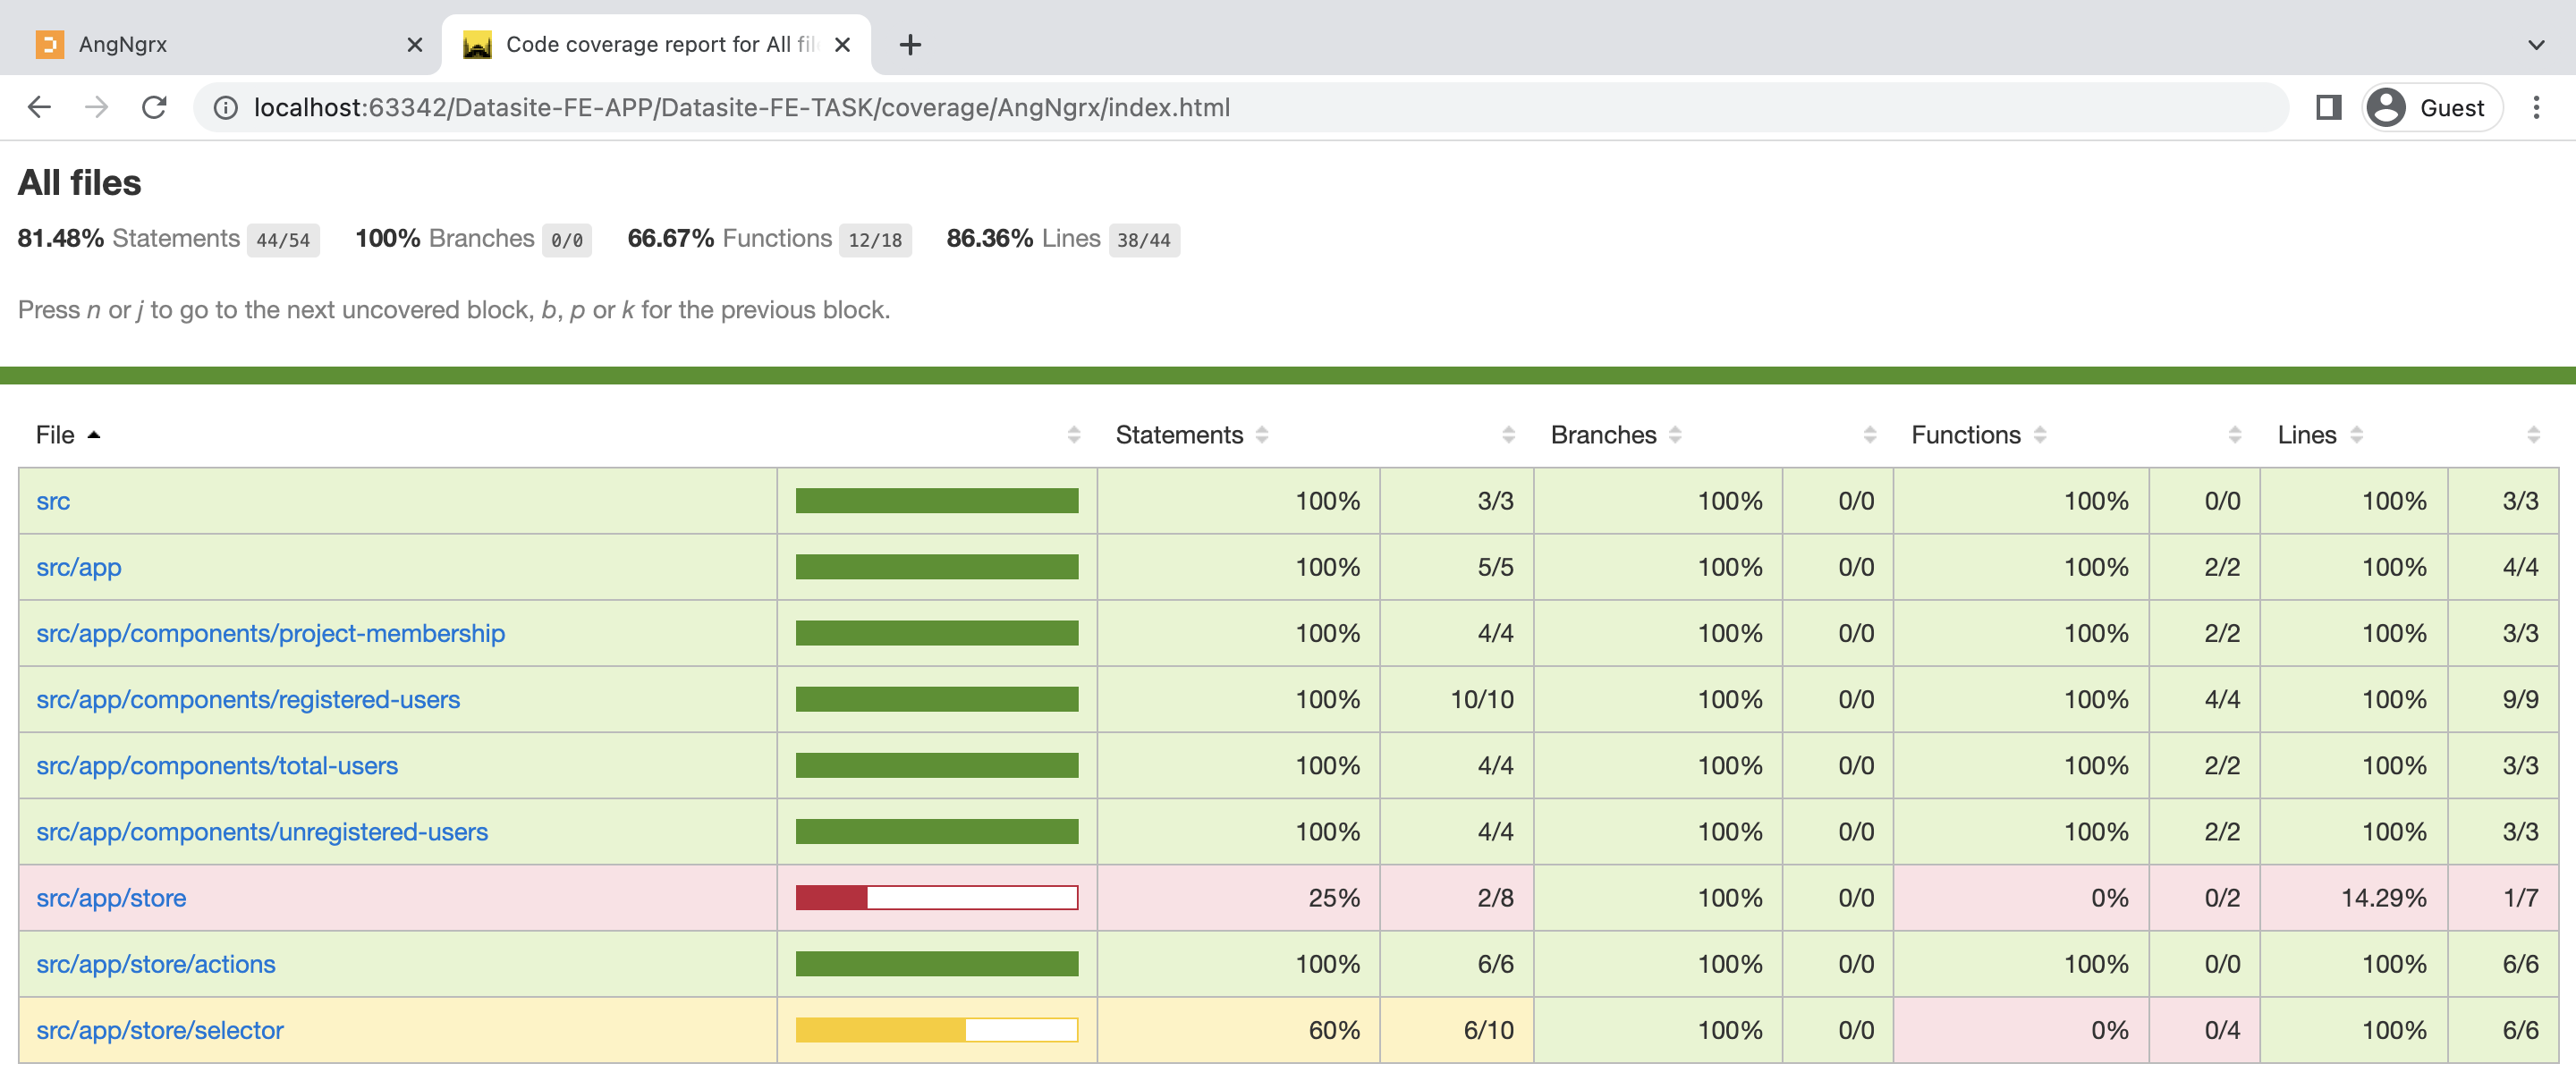 AngNgrx
Code coverage report for All fil
localhost:63342/Datasite-FE-APP/Datasite-FE-TASK/coverage/AngNgrx/index.html
Guest
All files
81.48% Statements 44/54 100% Branches 0/0 66.67% Functions 12/18 86.36% Lines 38/44
Press n or j to go to the next uncovered block, b, p or k for the previous block.
File Statements Branches Functions Lines
src 100% 3/3 100% 0/0 100% 0/0 100% 3/3
src/app 100% 5/5 100% 0/0 100% 2/2 100% 4/4
src/app/components/project-membership 100% 4/4 100% 0/0 100% 2/2 100% 3/3
src/app/components/registered-users 100% 10/10 100% 0/0 100% 4/4 100% 9/9
src/app/components/total-users 100% 4/4 100% 0/0 100% 2/2 100% 3/3
src/app/components/unregistered-users 100% 4/4 100% 0/0 100% 2/2 100% 3/3
src/app/store 25% 2/8 100% 0/0 0% 0/2 14.29% 1/7
src/app/store/actions 100% 6/6 100% 0/0 100% 0/0 100% 6/6
src/app/store/selector 60% 6/10 100% 0/0 0% 0/4 100% 6/6